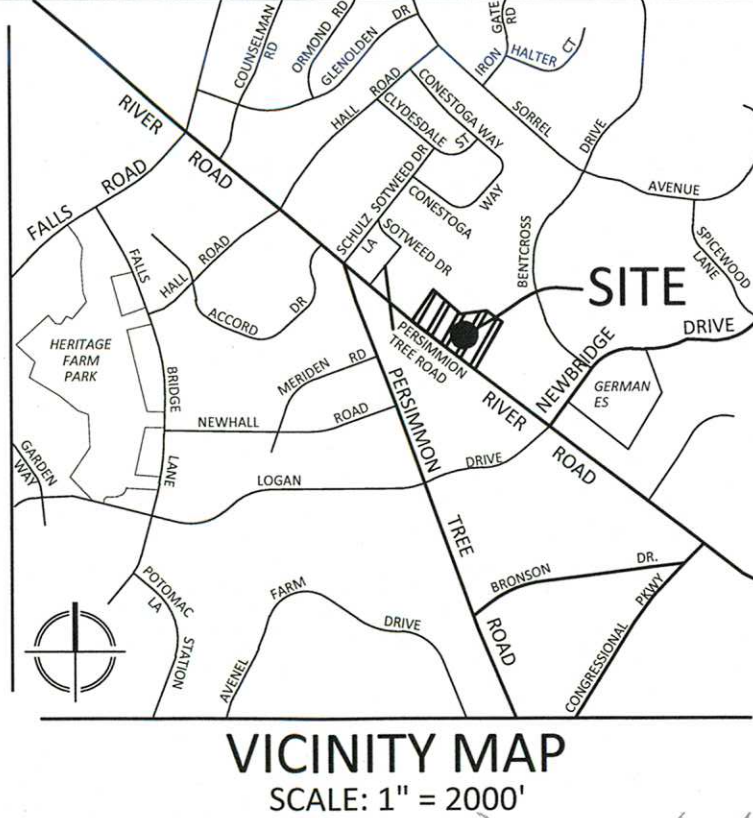 COUNSELMAN
RD
ORMOND RD
GLENOLDEN DR
GATE
RD
IRON
HALTER CT
RIVER
ROAD
HALL ROAD
CONESTOGA WAY
CLYDESDALE
ST
SORREL
DRIVE
AVENUE
SPICEWOOD
LANE
FALLS ROAD
SCHULZ SOTWEED DR
LA
CONESTOGA
WAY
SOTWEED DR
BENTCROSS
SITE
FALLS
HALL ROAD
ACCORD DR
HERITAGE
FARM
PARK
BRIDGE
LANE
MERIDEN RD
PERSIMMION
TREE ROAD
NEWBRIDGE DRIVE
GERMAN
ES
RIVER
ROAD
NEWHALL ROAD
PERSIMMON
TREE
ROAD
GARDEN
WAY
LOGAN
DRIVE
BRONSON DR.
CONGRESSIONAL PKWY
POTOMAC
LA
STATION
AVENEL
FARM
DRIVE
VICINITY MAP
SCALE: 1" = 2000'